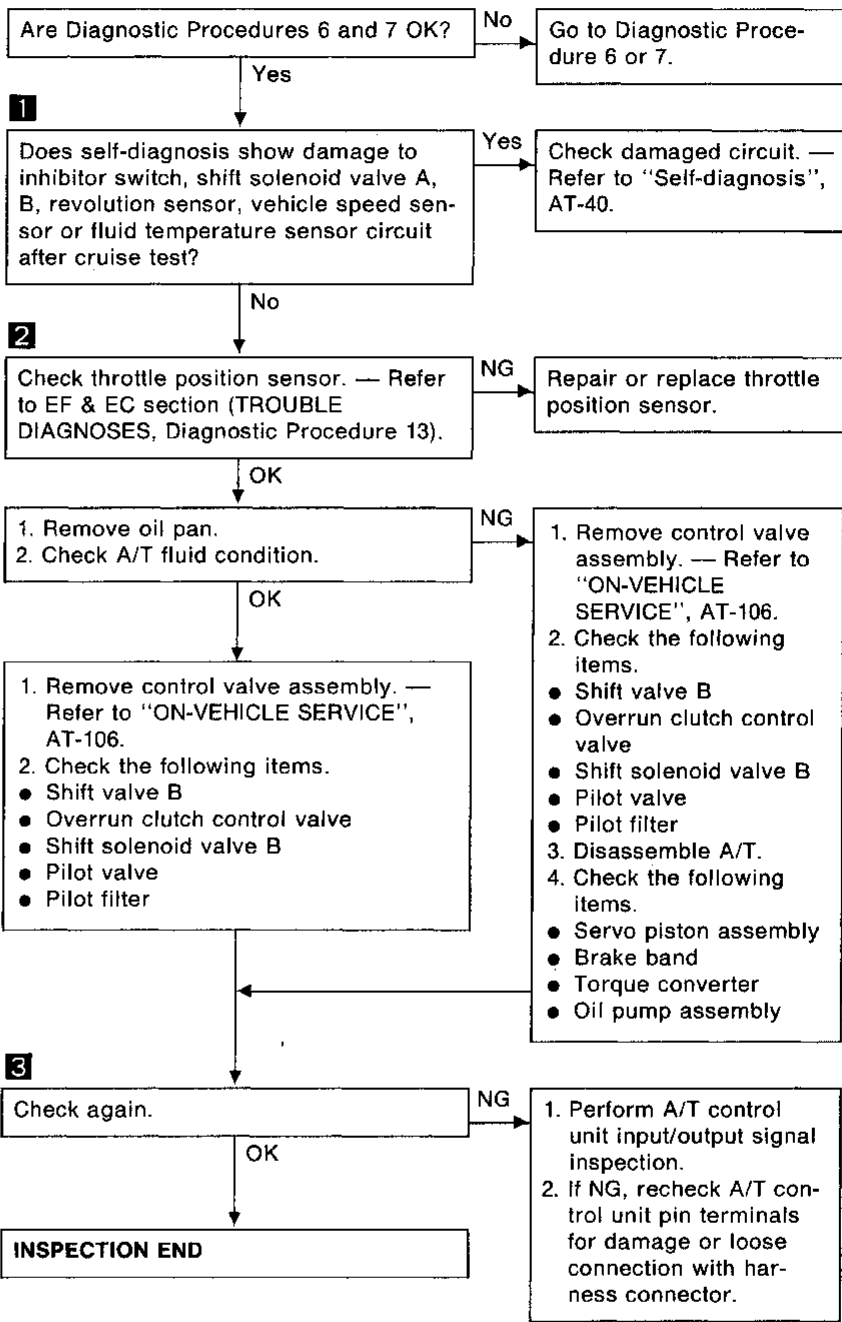 Are Diagnostic Procedures 6 and 7 OK?
No
Go to Diagnostic Proce-
dure 6 or 7.
Yes
1
Does self-diagnosis show damage to
inhibitor switch, shift solenoid valve A,
B, revolution sensor, vehicle speed sen-
sor or fluid temperature sensor circuit
after cruise test?
Yes
Check damaged circuit. —
Refer to "Self-diagnosis",
AT-40.
No
2
Check throttle position sensor. — Refer
to EF & EC section (TROUBLE
DIAGNOSES, Diagnostic Procedure 13).
NG
Repair or replace throttle
position sensor.
OK
1. Remove oil pan.
2. Check A/T fluid condition.
NG
1. Remove control valve
assembly. — Refer to
"ON-VEHICLE
SERVICE", AT-106.
2. Check the following
items.
● Shift valve B
● Overrun clutch control
valve
● Shift solenoid valve B
● Pilot valve
● Pilot filter
3. Disassemble A/T.
4. Check the following
items.
● Servo piston assembly
● Brake band
● Torque converter
● Oil pump assembly
OK
1. Remove control valve assembly. —
Refer to "ON-VEHICLE SERVICE",
AT-106.
2. Check the following items.
● Shift valve B
● Overrun clutch control valve
● Shift solenoid valve B
● Pilot valve
● Pilot filter
3
Check again.
NG
1. Perform A/T control
unit input/output signal
inspection.
2. If NG, recheck A/T con-
trol unit pin terminals
for damage or loose
connection with har-
ness connector.
OK
INSPECTION END